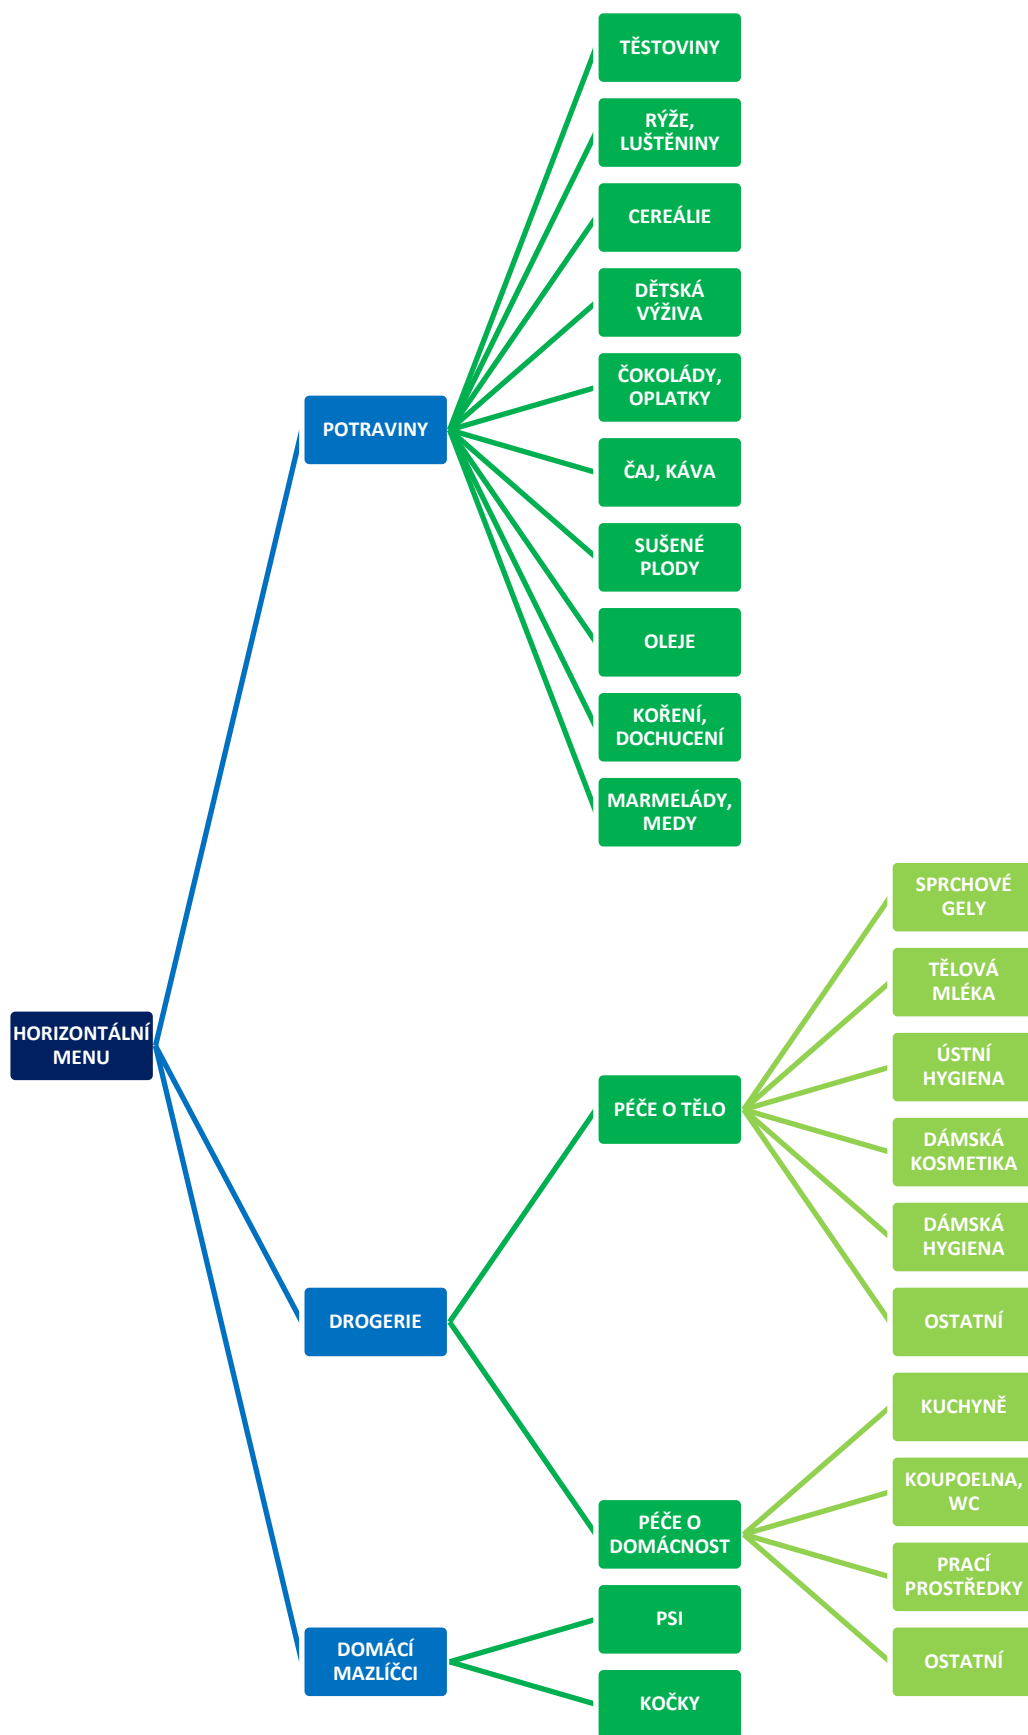 TĚSTOVINY
RÝŽE,
LUŠTĚNINY
CEREÁLIE
DĚTSKÁ
VÝŽIVA
ČOKOLÁDY,
OPLATKY
POTRAVINY
ČAJ, KÁVA
SUŠENÉ
PLODY
OLEJE
KOŘENÍ,
DOCHUCENÍ
MARMELÁDY,
MEDY
SPRCHOVÉ
GELY
TĚLOVÁ
MLÉKA
HORIZONTÁLNÍ
MENU
ÚSTNÍ
HYGIENA
PÉČE O TĚLO
DÁMSKÁ
KOSMETIKA
DÁMSKÁ
HYGIENA
DROGERIE
OSTATNÍ
KUCHYNĚ
KOUPOELNA,
WC
PÉČE O
DOMÁCNOST
PRACÍ
PROSTŘEDKY
PSI
DOMÁCÍ
MAZLÍČCI
OSTATNÍ
KOČKY